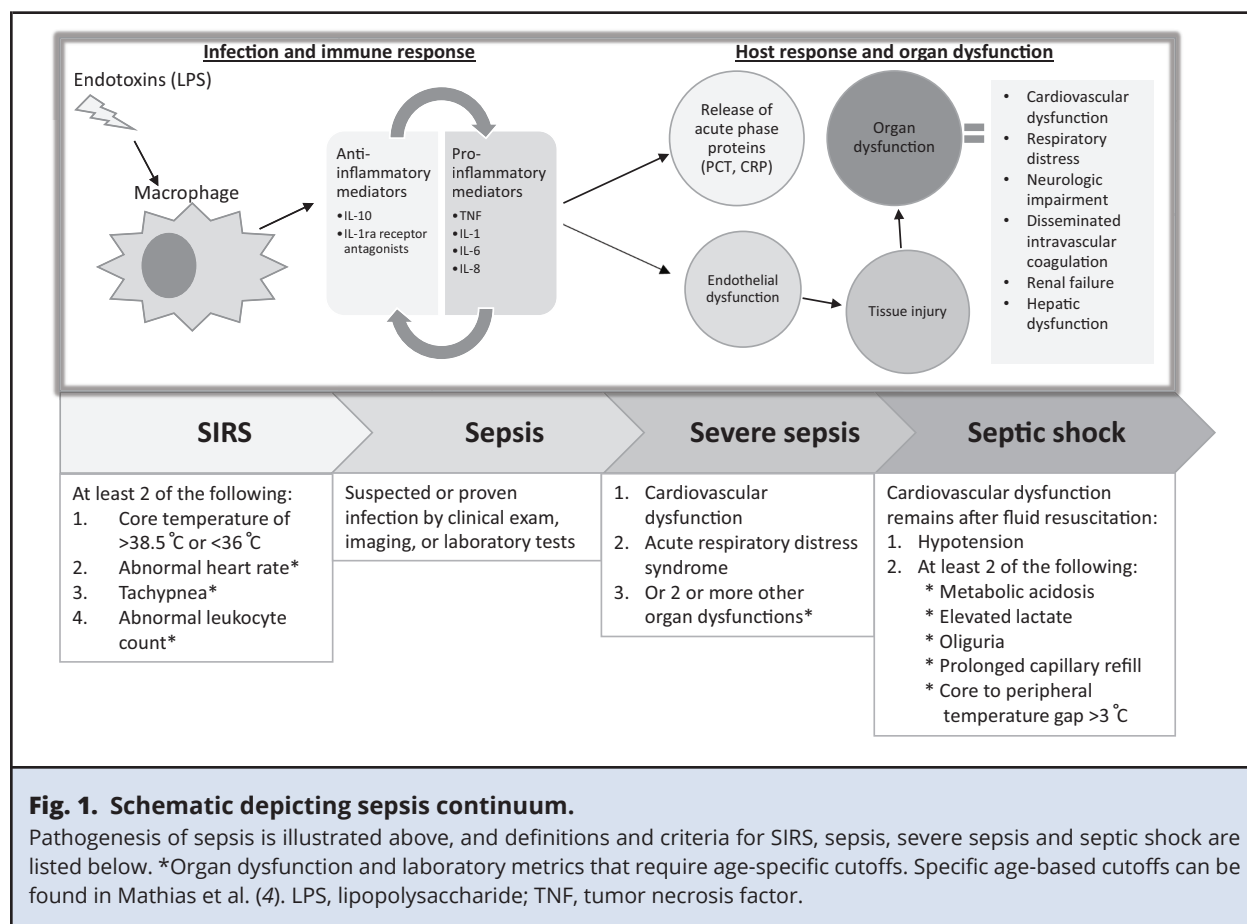 Infection and immune response
Host response and organ dysfunction
Endotoxins (LPS)
Macrophage
Anti-
inflammatory
mediators
•IL-10
•IL-1ra receptor
antagonists
Pro-
inflammatory
mediators
•TNF
•IL-1
•IL-6
•IL-8
Release of
acute phase
proteins
(PCT, CRP)
Endothelial
dysfunction
Tissue injury
Organ
dysfunction
• Cardiovascular
dysfunction
• Respiratory
distress
• Neurologic
impairment
• Disseminated
intravascular
coagulation
• Renal failure
• Hepatic
dysfunction
SIRS
Sepsis
Severe sepsis
Septic shock
At least 2 of the following:
1. Core temperature of
>38.5 °C or <36 °C
2. Abnormal heart rate*
3. Tachypnea*
4. Abnormal leukocyte
count*
Suspected or proven
infection by clinical exam,
imaging, or laboratory tests
1. Cardiovascular
dysfunction
2. Acute respiratory distress
syndrome
3. Or 2 or more other
organ dysfunctions*
Cardiovascular dysfunction
remains after fluid resuscitation:
1. Hypotension
2. At least 2 of the following:
* Metabolic acidosis
* Elevated lactate
* Oliguria
* Prolonged capillary refill
* Core to peripheral
temperature gap >3 °C
Fig. 1. Schematic depicting sepsis continuum.
Pathogenesis of sepsis is illustrated above, and definitions and criteria for SIRS, sepsis, severe sepsis and septic shock are
listed below. *Organ dysfunction and laboratory metrics that require age-specific cutoffs. Specific age-based cutoffs can be
found in Mathias et al. (4). LPS, lipopolysaccharide; TNF, tumor necrosis factor.